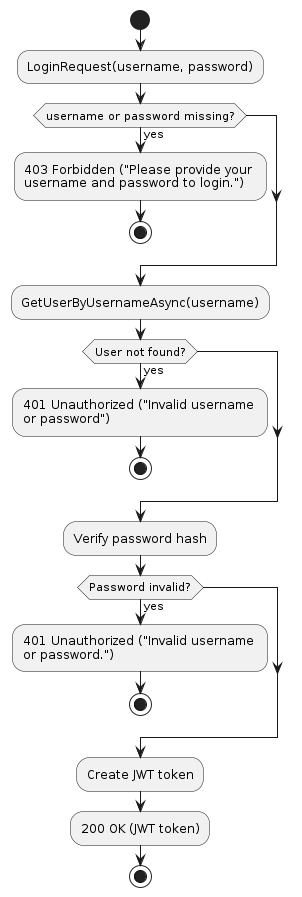 LoginRequest(username, password)
username or password missing?
yes
403 Forbidden ("Please provide your
username and password to login.")
GetUserByUsernameAsync(username)
User not found?
yes
401 Unauthorized ("Invalid username
or password")
Verify password hash
Password invalid?
yes
401 Unauthorized ("Invalid username
or password.")
Create JWT token
200 OK (JWT token)